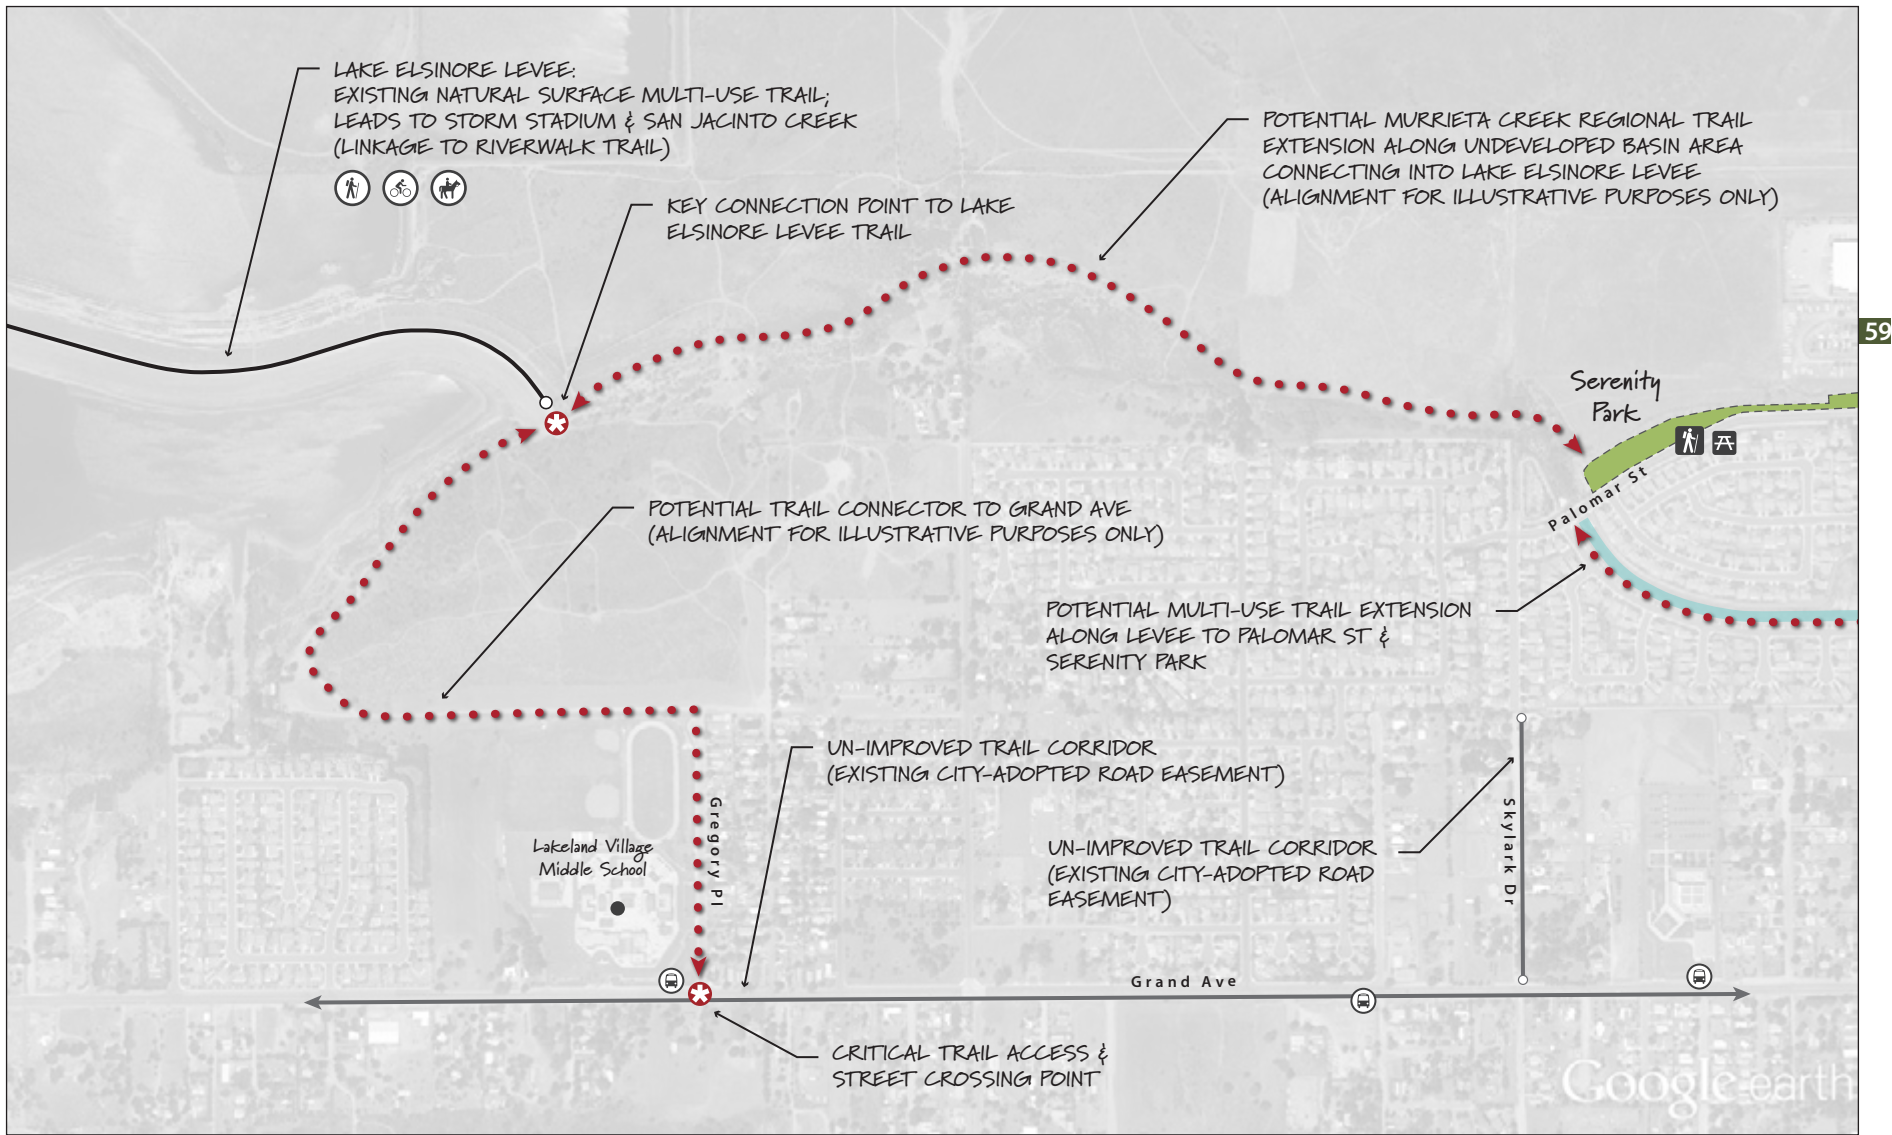 LAKE ELSINORE LEVEE:
EXISTING NATURAL SURFACE MULTI-USE TRAIL;
LEADS TO STORM STADIUM & SAN JACINTO CREEK
(LINKAGE TO RIVERWALK TRAIL)
KEY CONNECTION POINT TO LAKE
ELSINORE LEVEE TRAIL
POTENTIAL MURRIETA CREEK REGIONAL TRAIL
EXTENSION ALONG UNDEVELOPED BASIN AREA
CONNECTING INTO LAKE ELSINORE LEVEE
(ALIGNMENT FOR ILLUSTRATIVE PURPOSES ONLY)
59
Serenity
Park
Palomar St
POTENTIAL TRAIL CONNECTOR TO GRAND AVE
(ALIGNMENT FOR ILLUSTRATIVE PURPOSES ONLY)
POTENTIAL MULTI-USE TRAIL EXTENSION
ALONG LEVEE TO PALOMAR ST &
SERENITY PARK
UN-IMPROVED TRAIL CORRIDOR
(EXISTING CITY-ADOPTED ROAD EASEMENT)
Gregory Pl
Lakeland Village
Middle School
UN-IMPROVED TRAIL CORRIDOR
(EXISTING CITY-ADOPTED ROAD
EASEMENT)
Skylark Dr
Grand Ave
CRITICAL TRAIL ACCESS &
STREET CROSSING POINT
Google earth